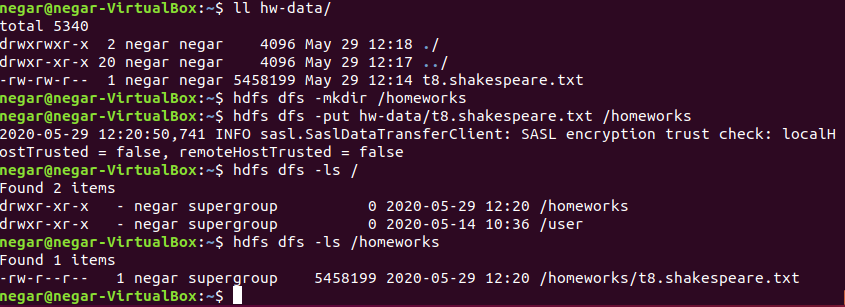 negar@negar-VirtualBox:~$ ll hw-data/
total 5340
drwxrwxr-x  2 negar negar    4096 May 29 12:18 ./
drwxr-xr-x 20 negar negar    4096 May 29 12:17 ../
-rw-rw-r--  1 negar negar 5458199 May 29 12:14 t8.shakespeare.txt
negar@negar-VirtualBox:~$ hdfs dfs -mkdir /homeworks
negar@negar-VirtualBox:~$ hdfs dfs -put hw-data/t8.shakespeare.txt /homeworks
2020-05-29 12:20:50,741 INFO sasl.SaslDataTransferClient: SASL encryption trust check: localH
ostTrusted = false, remoteHostTrusted = false
negar@negar-VirtualBox:~$ hdfs dfs -ls /
Found 2 items
drwxr-xr-x   - negar supergroup          0 2020-05-29 12:20 /homeworks
drwxr-xr-x   - negar supergroup          0 2020-05-14 10:36 /user
negar@negar-VirtualBox:~$ hdfs dfs -ls /homeworks
Found 1 items
-rw-r--r--   1 negar supergroup    5458199 2020-05-29 12:20 /homeworks/t8.shakespeare.txt
negar@negar-VirtualBox:~$